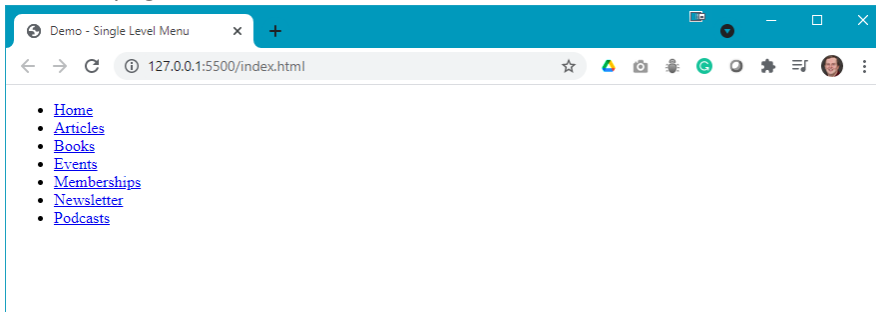 Demo - Single Level Menu
127.0.0.1:5500/index.html
Home
Articles
Books
Events
Memberships
Newsletter
Podcasts